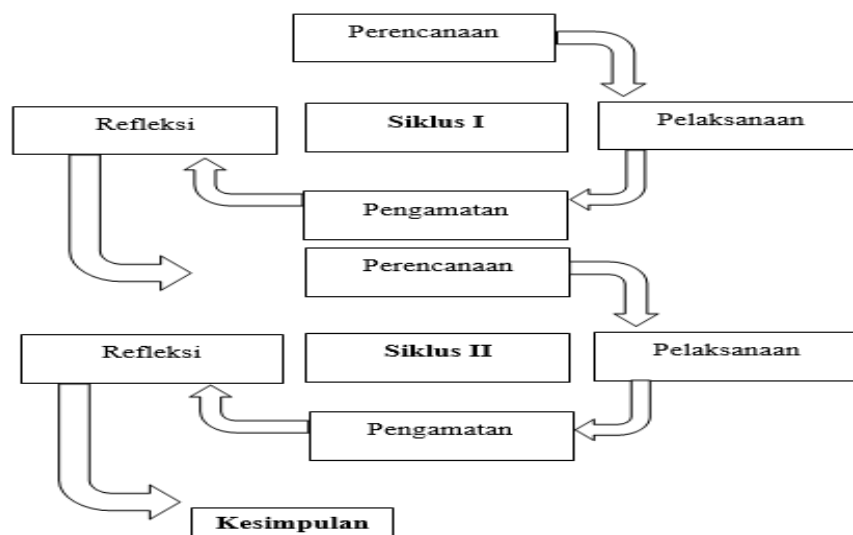 Perencanaan
Refleksi
Siklus I
Pelaksanaan
Pengamatan
Perencanaan
Refleksi
Siklus II
Pelaksanaan
Pengamatan
Kesimpulan